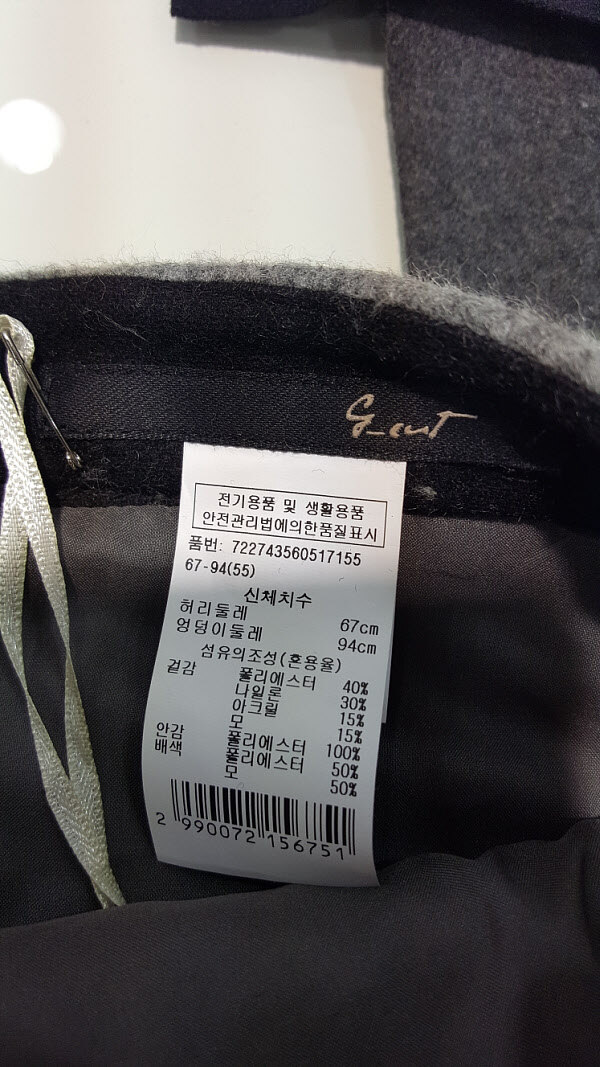 G_cut
전기용품 및 생활용품
안전관리법에의한품질표시
품번: 722743560517155
67-94(55)
신체치수
허리둘레 67cm
엉덩이둘레 94cm
섬유의조성(혼용율)
겉감 폴리에스터 40%
나일론 30%
아크릴 15%
모 15%
안감 폴리에스터 100%
배색 폴리에스터 50%
모 50%
2 990072 156751